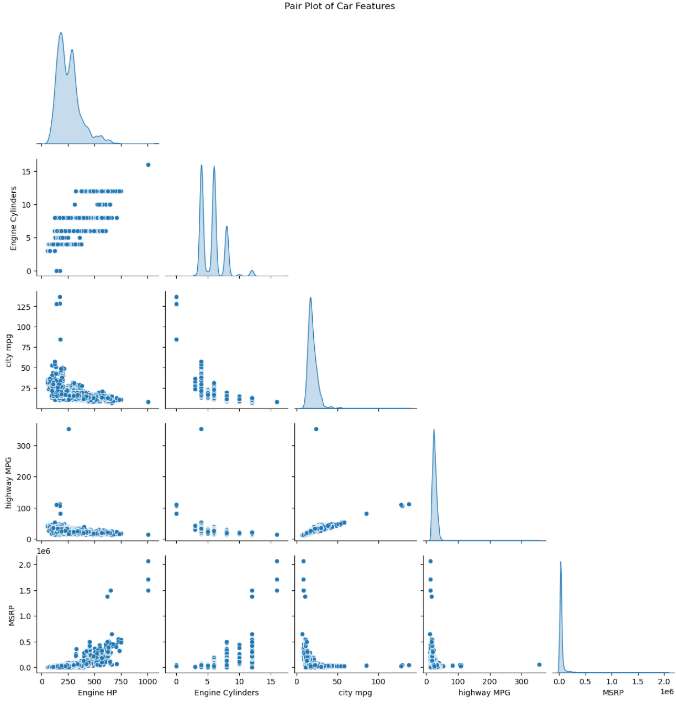 Pair Plot of Car Features
Engine Cylinders
15
10
5
0
city mpg
125
100
75
50
25
highway MPG
300
200
100
0
1e6
MSRP
2.0
1.5
1.0
0.5
0.0
0 250 500 750 1000
0 5 10 15
0 50 100
0 100 200 300
0.0 0.5 1.0 1.5 2.0
1e6
Engine HP
Engine Cylinders
city mpg
highway MPG
MSRP